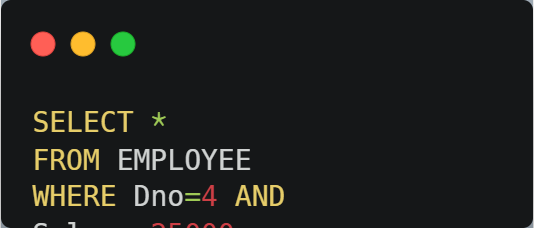 SELECT *
FROM EMPLOYEE
WHERE Dno=4 AND